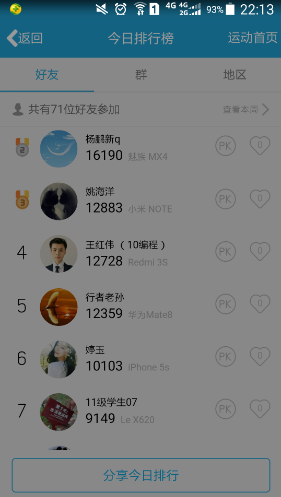 4G 4G 2G 93% 22:13
返回 今日排行榜 运动首页
好友 群 地区
共有71位好友参加 查看本周
2 杨鹏新q PK 0
16190 魅族 MX4
3 姚海洋 PK 0
12883 小米 NOTE
4 王红伟（10编程） PK 0
12728 Redmi 3S
5 行者老孙 PK 0
12359 华为Mate8
6 婷玉 PK 0
10103 iPhone 5s
7 11级学生07 PK 0
9149 Le X620
分享今日排行